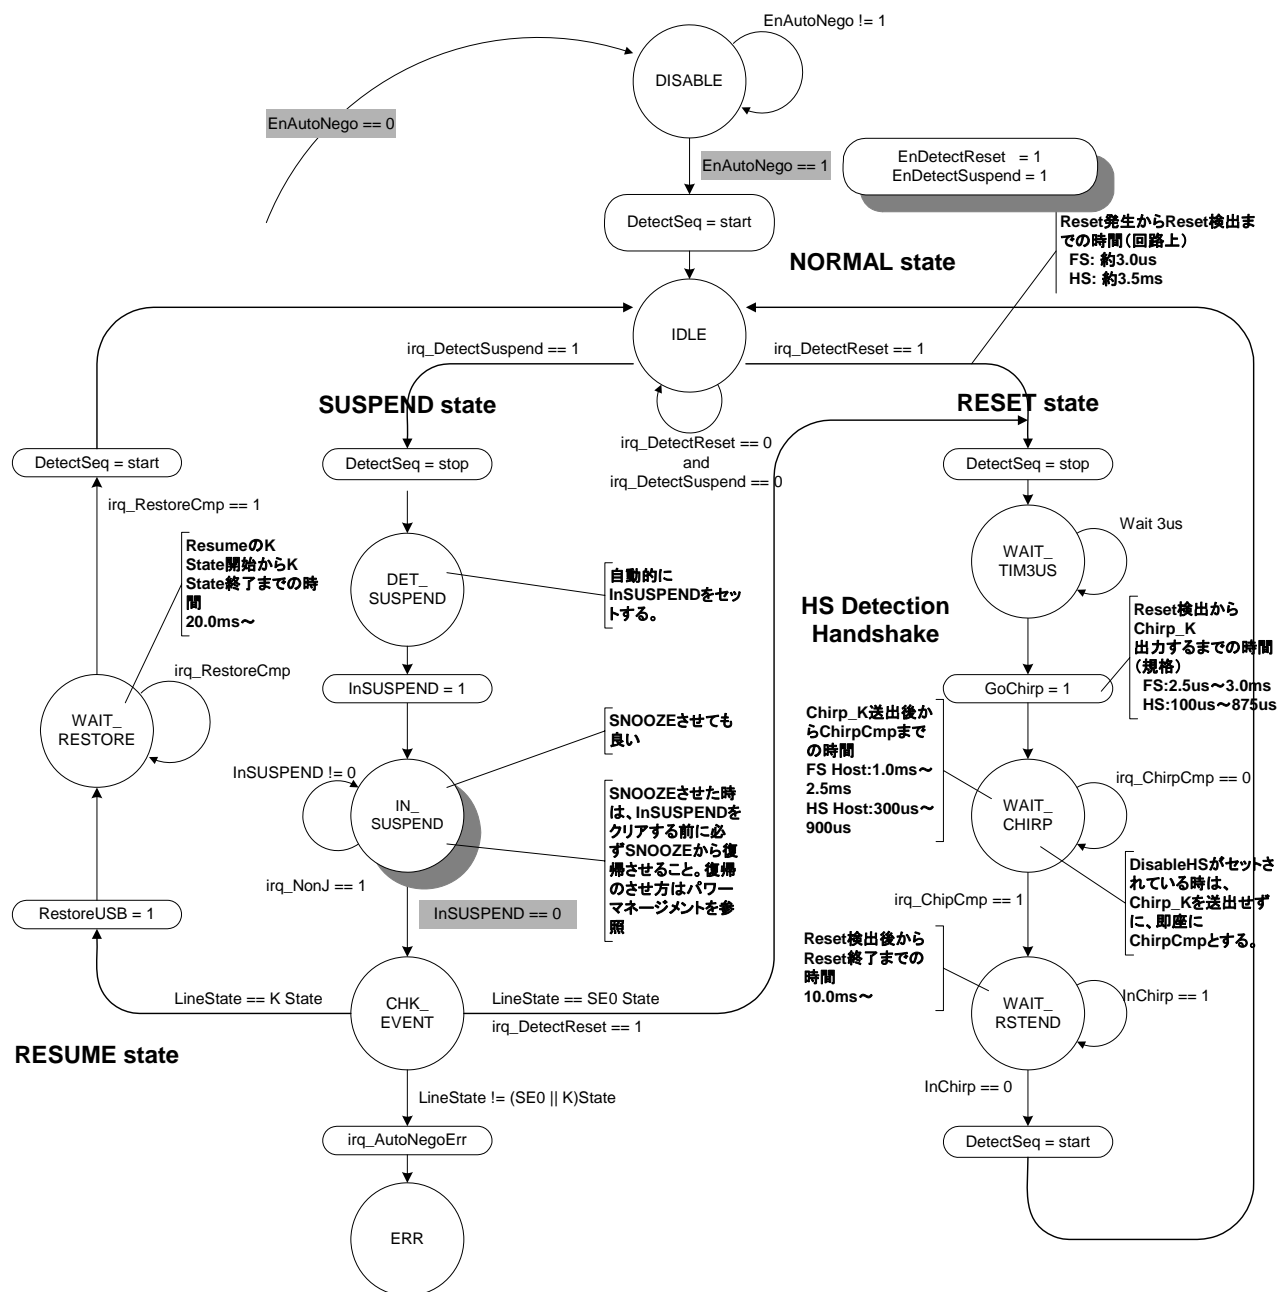 EnAutoNego != 1
DISABLE
EnAutoNego == 0
EnAutoNego == 1
EnDetectReset = 1
EnDetectSuspend = 1
DetectSeq = start
Reset発生からReset検出ま
での時間（回路上）
FS: 約3.0us
HS: 約3.5ms
NORMAL state
IDLE
irq_DetectSuspend == 1
irq_DetectReset == 1
SUSPEND state
RESET state
irq_DetectReset == 0
and
irq_DetectSuspend == 0
DetectSeq = start
DetectSeq = stop
DetectSeq = stop
irq_RestoreCmp == 1
Wait 3us
ResumeのK
State開始からK
State終了までの時
間
20.0ms～
DET_
SUSPEND
自動的に
InSUSPENDをセッ
トする。
WAIT_
TIM3US
HS Detection
Handshake
Reset検出から
Chirp_K
出力するまでの時間
（規格）
FS:2.5us～3.0ms
HS:100us～875us
irq_RestoreCmp
InSUSPEND = 1
GoChirp = 1
WAIT_
RESTORE
SNOOZEさせても
良い
Chirp_K送出後か
らChirpCmpまで
の時間
FS Host:1.0ms～
2.5ms
HS Host:300us～
900us
InSUSPEND != 0
IN_
SUSPEND
SNOOZEさせた時
は、InSUSPENDを
クリアする前に必
ずSNOOZEから復
帰させること。復帰
のさせ方はパワー
マネージメントを参
照
irq_ChirpCmp == 0
WAIT_
CHIRP
DisableHSがセットさ
れている時は、
Chirp_Kを送出せず
に、即座に
ChirpCmpとする。
irq_NonJ == 1
InSUSPEND == 0
irq_ChipCmp == 1
RestoreUSB = 1
Reset検出後から
Reset終了までの
時間
10.0ms～
LineState == K State
CHK_
EVENT
LineState == SE0 State
irq_DetectReset == 1
WAIT_
RSTEND
InChirp == 1
RESUME state
InChirp == 0
LineState != (SE0 || K)State
irq_AutoNegoErr
DetectSeq = start
ERR